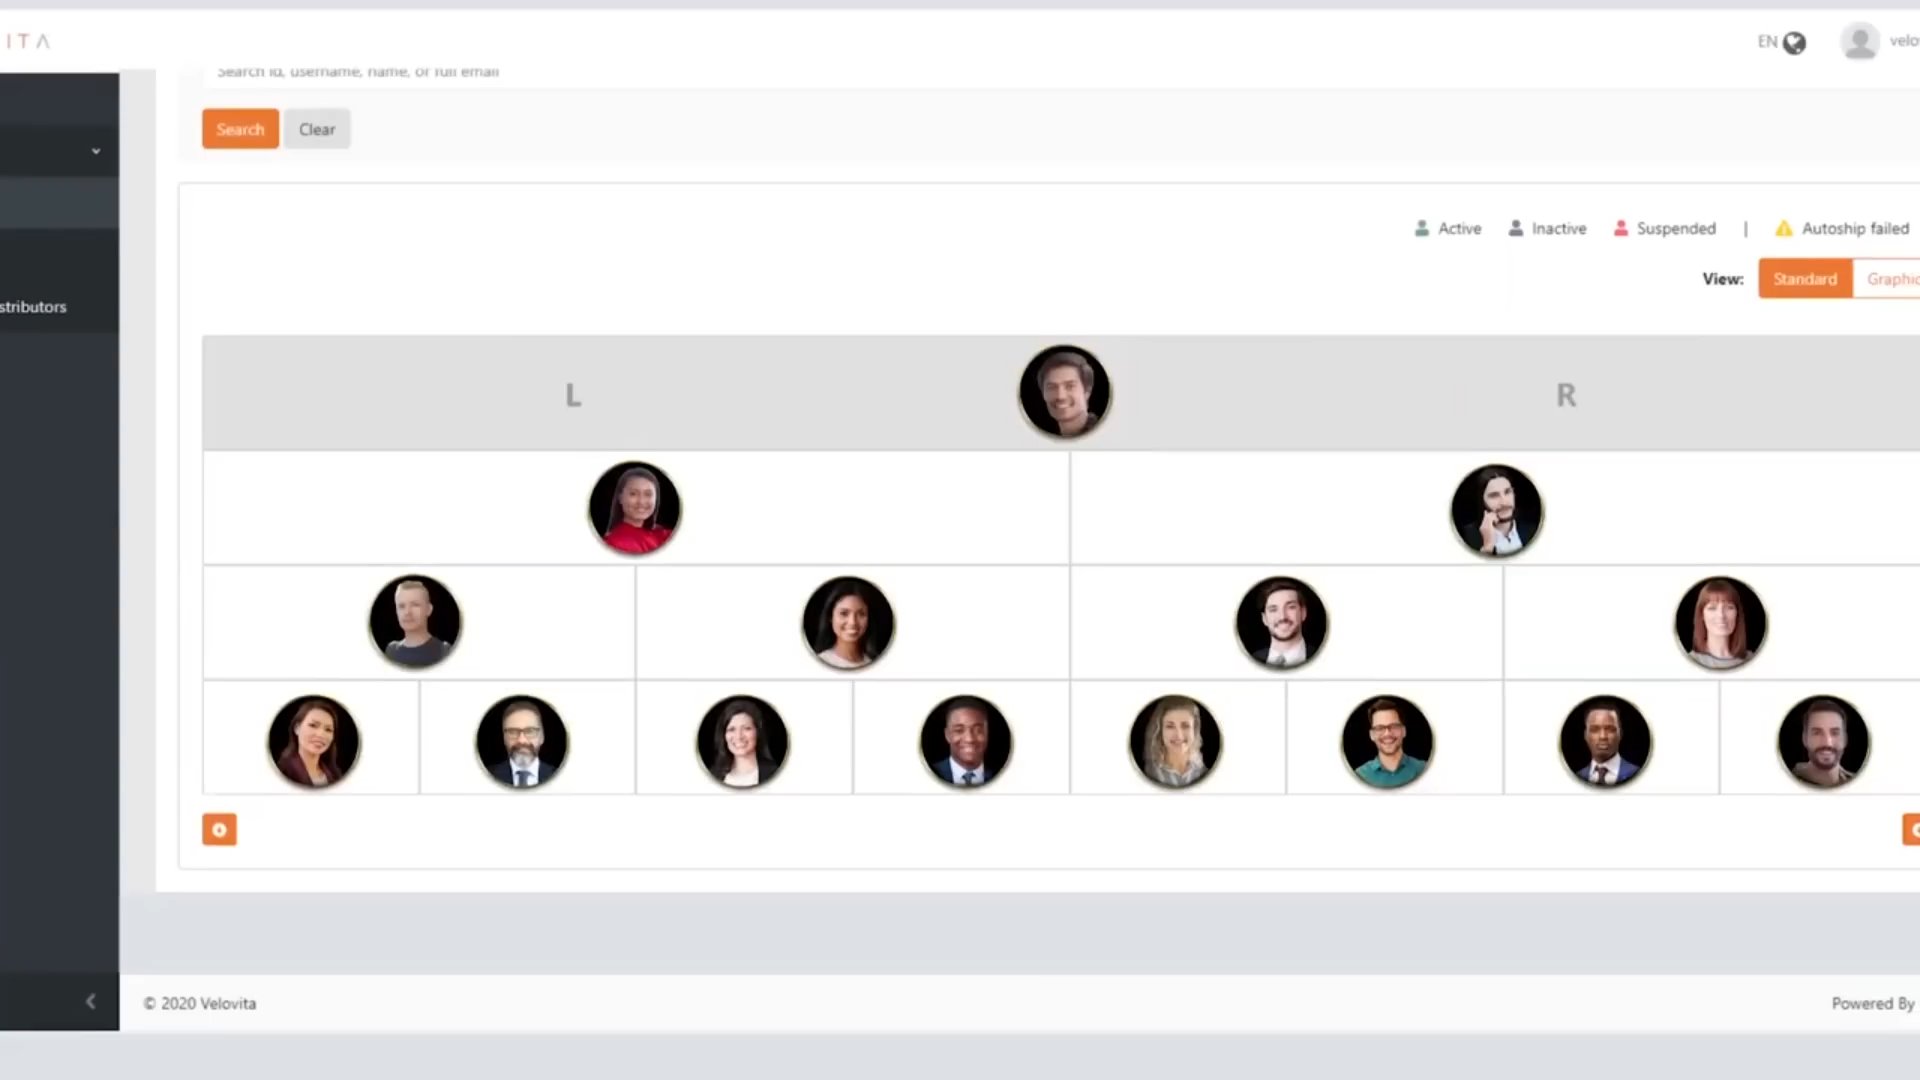 ITA
EN
velo
Search id, username, name, or full email
Search
Clear
stributors
Active
Inactive
Suspended
|
Autoship failed
View:
Standard
Graphic
L
R
© 2020 Velovita
Powered By